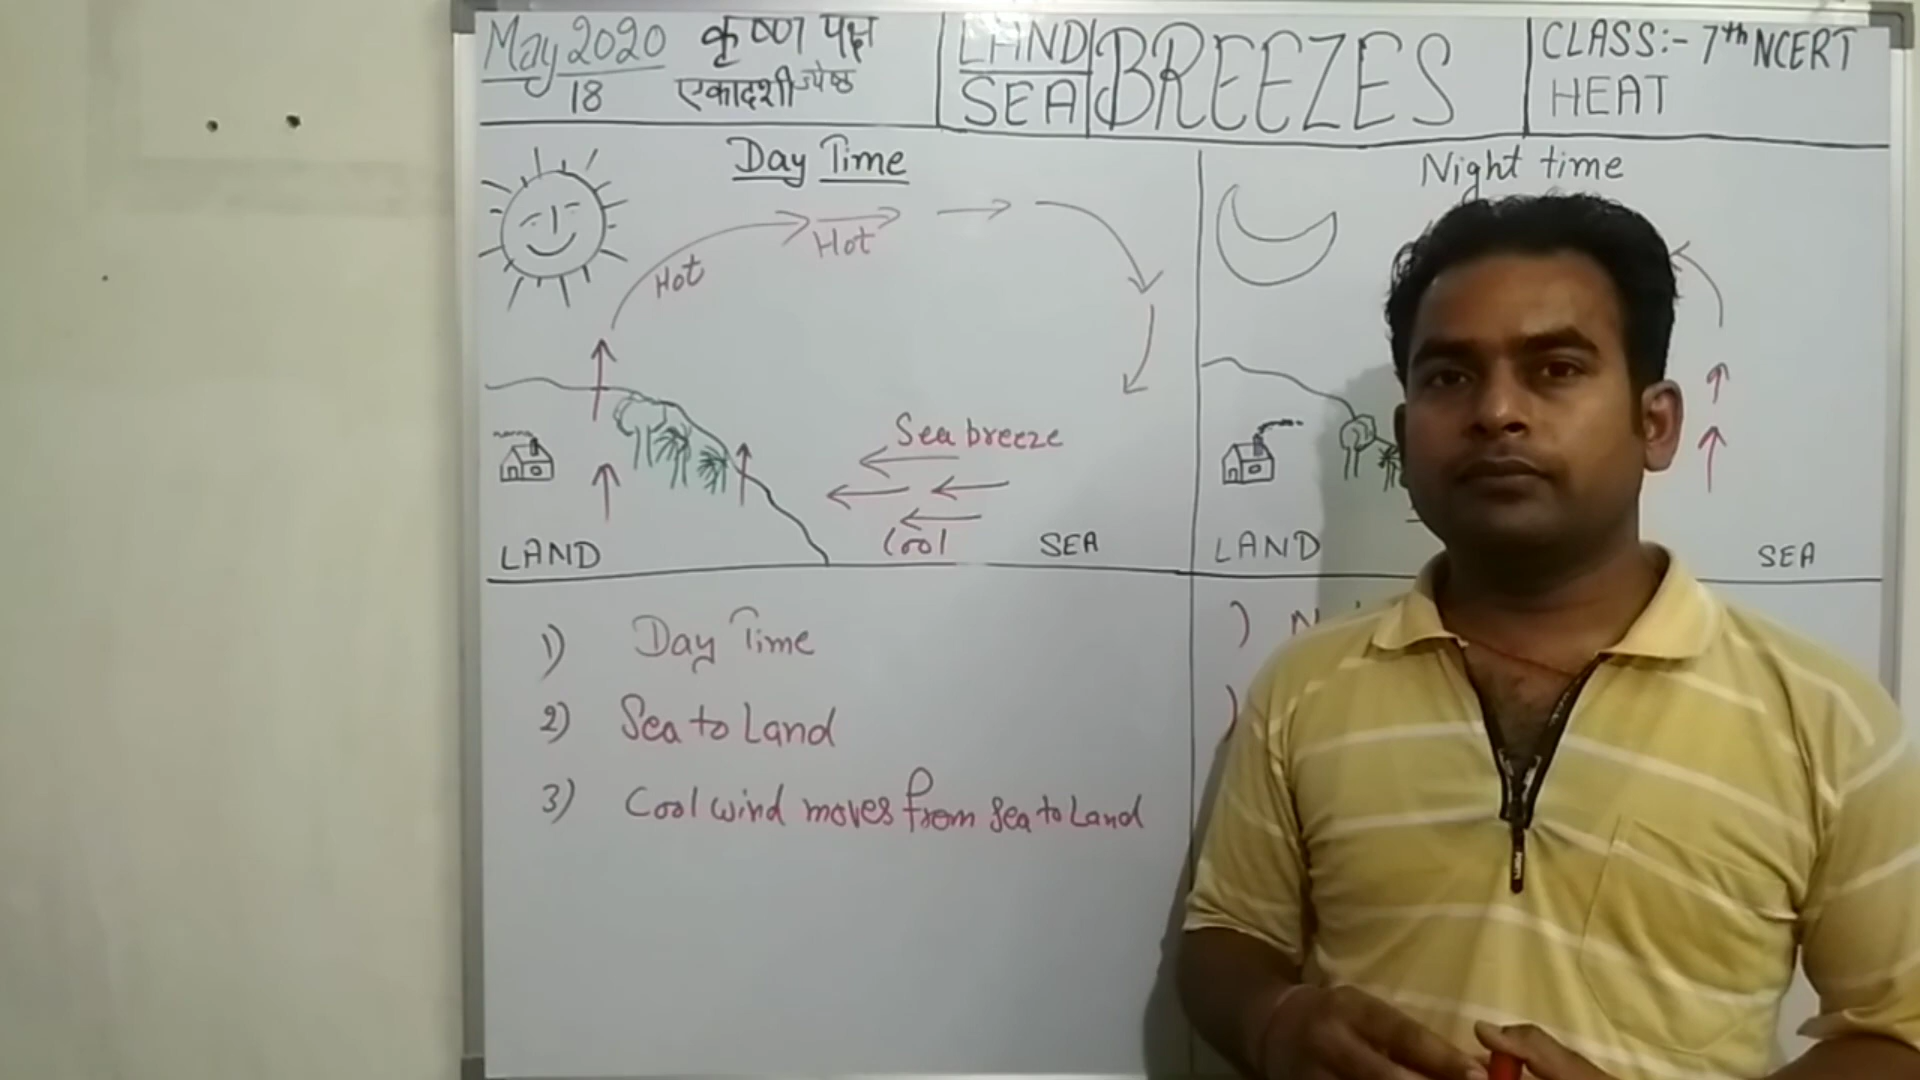 May 2020
18
कृष्ण पक्ष
एकादशी ज्येष्ठ
LAND
SEA
BREEZES
CLASS:- 7th NCERT
HEAT
Day Time
Hot
Hot
Sea breeze
Cool
LAND
SEA
Night time
LAND
SEA
1) Day Time
2) Sea to Land
3) Cool wind moves from Sea to Land
)
)